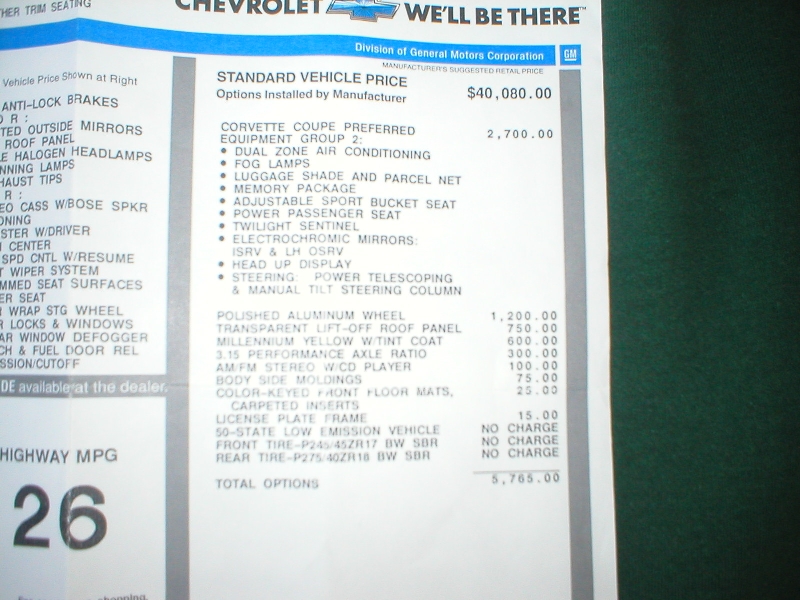 HER TRIM SEATING
CHEVROLET WE'LL BE THERE™
Division of General Motors Corporation GM
MANUFACTURER'S SUGGESTED RETAIL PRICE
Vehicle Price Shown at Right
ANTI-LOCK BRAKES
O R :
TED OUTSIDE MIRRORS
ROOF PANEL
E HALOGEN HEADLAMPS
NNING LAMPS
HAUST TIPS
R :
EO CASS W/BOSE SPKR
ONING
STER W/DRIVER
CENTER
SPD CNTL W/RESUME
T WIPER SYSTEM
MMED SEAT SURFACES
ER SEAT
WRAP STG WHEEL
R LOCKS & WINDOWS
AR WINDOW DEFOGGER
CH & FUEL DOOR REL
SSION/CUTOFF
DE available at the dealer.
HIGHWAY MPG
26
STANDARD VEHICLE PRICE $40,080.00
Options Installed by Manufacturer
CORVETTE COUPE PREFERRED 2,700.00
EQUIPMENT GROUP 2:
• DUAL ZONE AIR CONDITIONING
• FOG LAMPS
• LUGGAGE SHADE AND PARCEL NET
• MEMORY PACKAGE
• ADJUSTABLE SPORT BUCKET SEAT
• POWER PASSENGER SEAT
• TWILIGHT SENTINEL
• ELECTROCHROMIC MIRRORS:
ISRV & LH OSRV
• HEAD UP DISPLAY
• STEERING: POWER TELESCOPING
& MANUAL TILT STEERING COLUMN
POLISHED ALUMINUM WHEEL 1,200.00
TRANSPARENT LIFT-OFF ROOF PANEL 750.00
MILLENNIUM YELLOW W/TINT COAT 600.00
3.15 PERFORMANCE AXLE RATIO 300.00
AM/FM STEREO W/CD PLAYER 100.00
BODY SIDE MOLDINGS 75.00
COLOR-KEYED FRONT FLOOR MATS, 25.00
CARPETED INSERTS
LICENSE PLATE FRAME 15.00
50-STATE LOW EMISSION VEHICLE NO CHARGE
FRONT TIRE-P245/45ZR17 BW SBR NO CHARGE
REAR TIRE-P275/40ZR18 BW SBR NO CHARGE
TOTAL OPTIONS 5,765.00